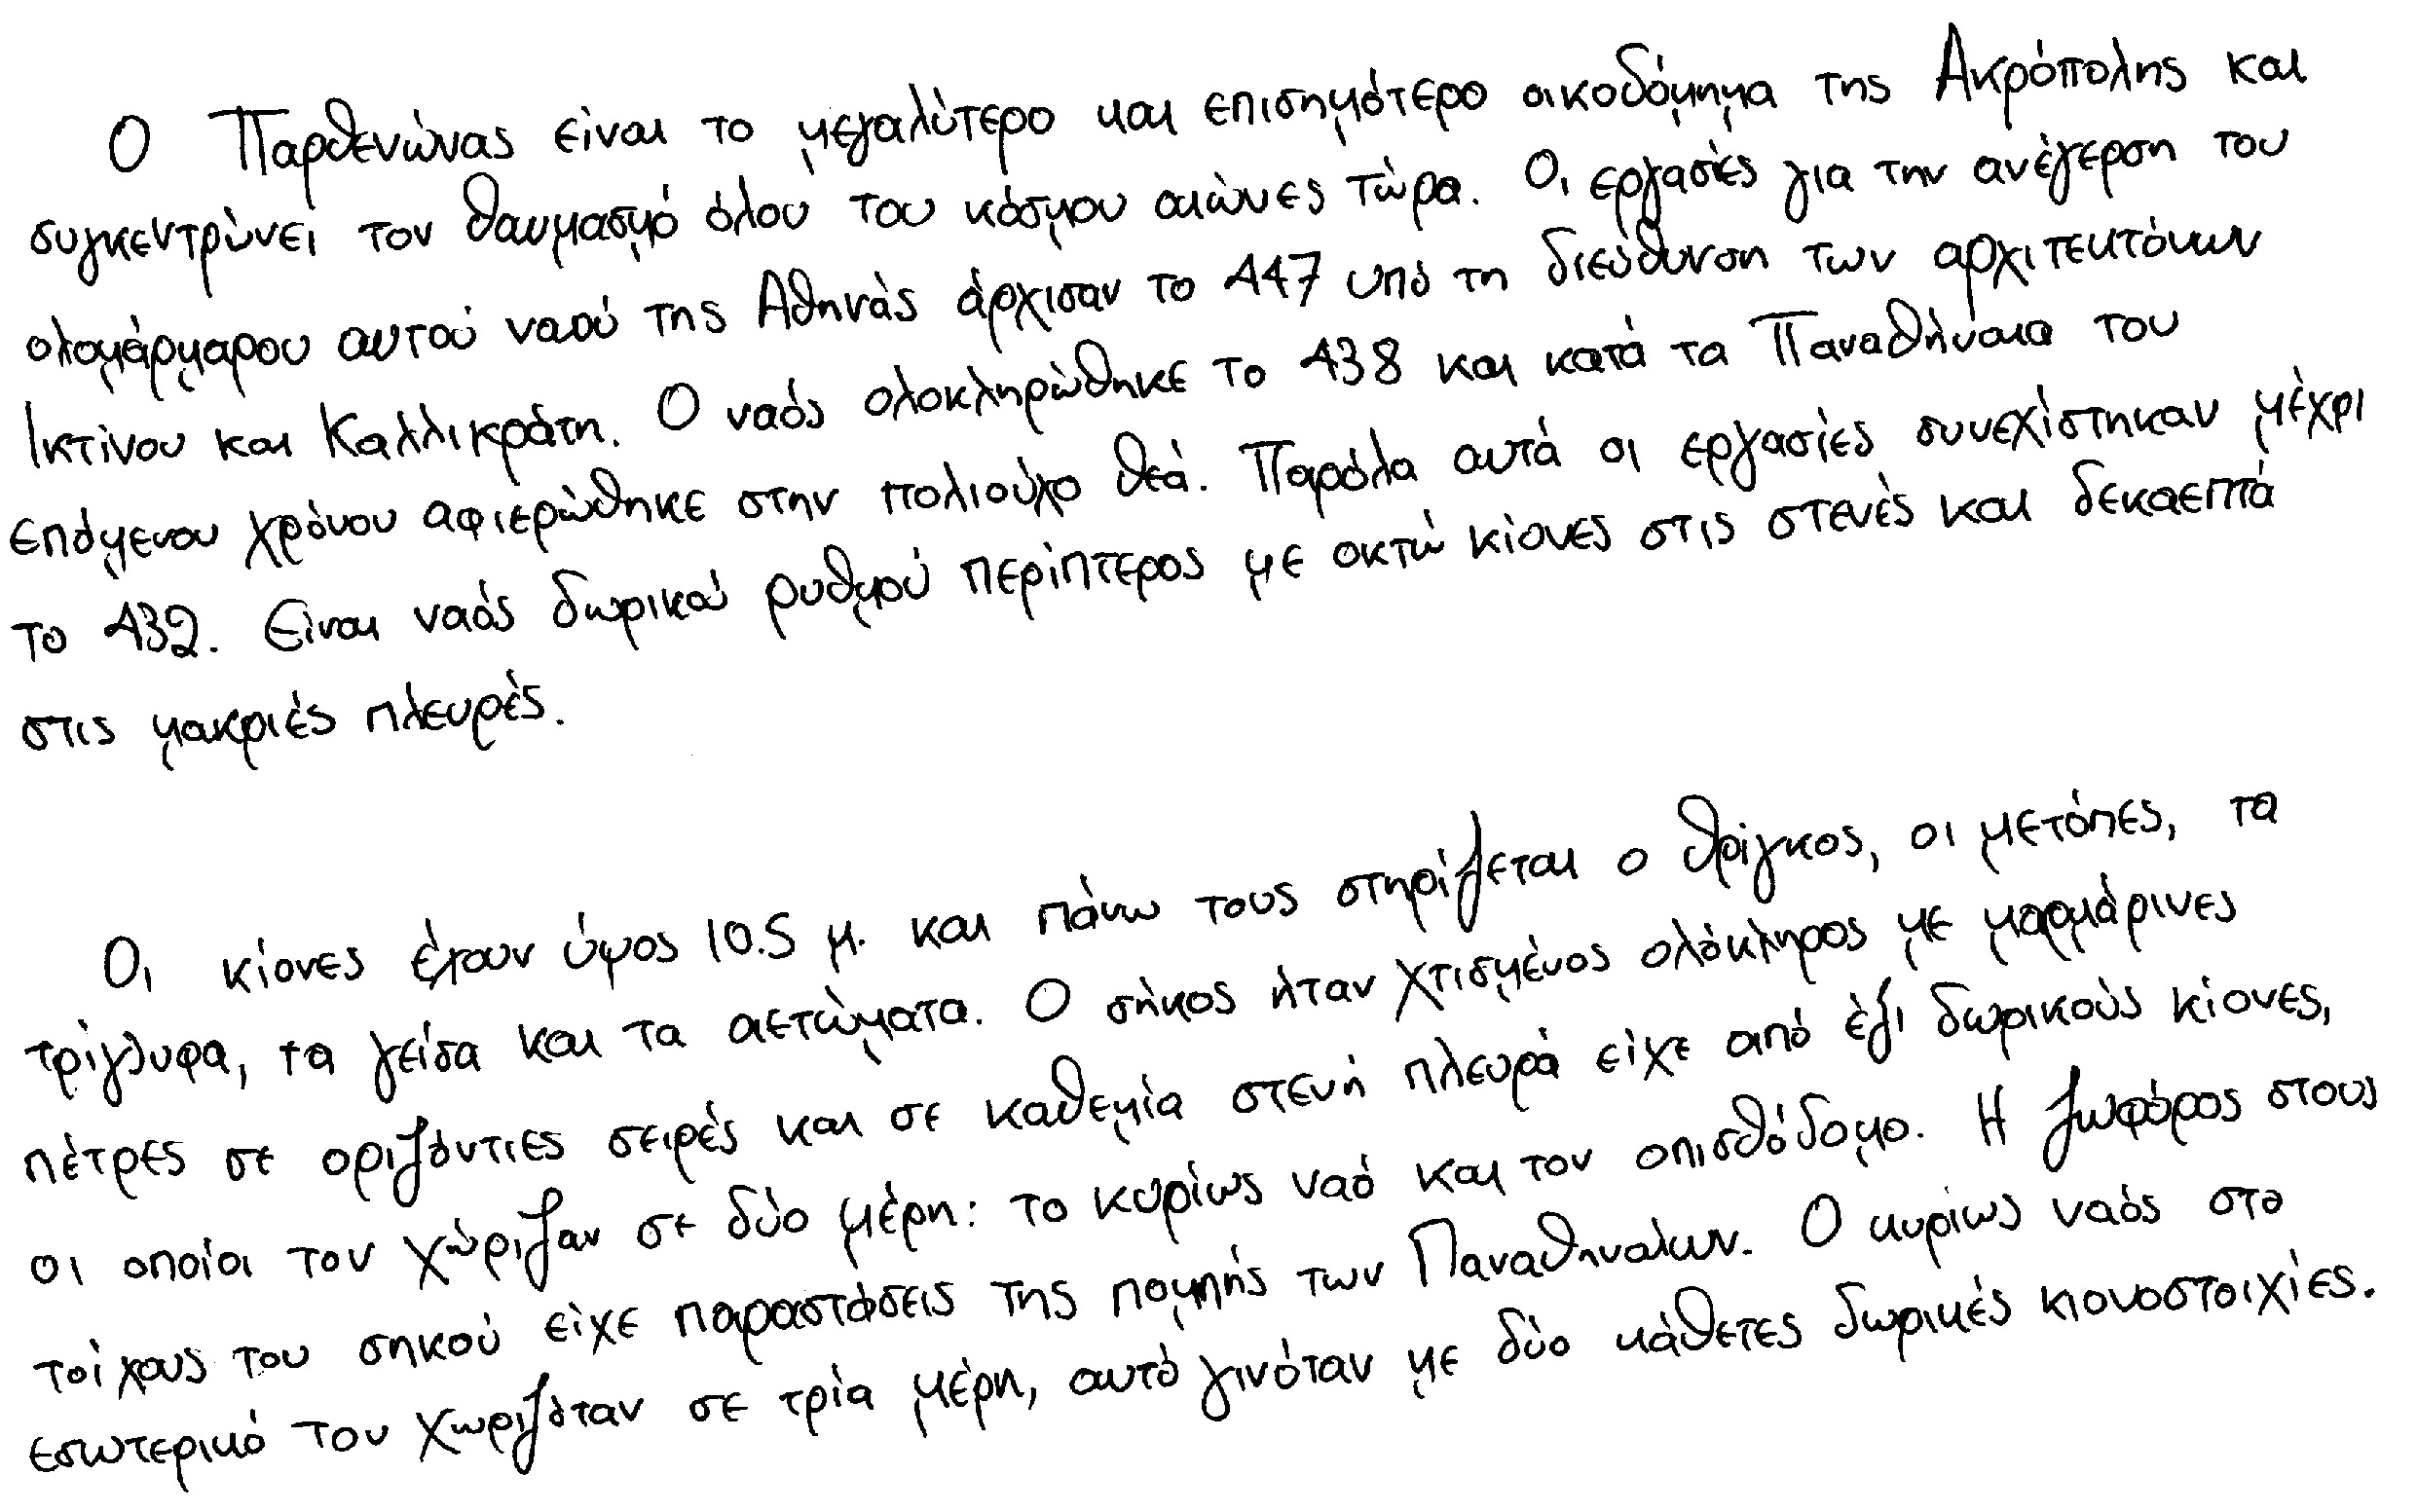 Ο Παρθενώνας είναι το μεγαλύτερο και επισημότερο οικοδόμημα της Ακρόπολης και
συγκεντρώνει τον θαυμασμό όλου του κόσμου αιώνες τώρα. Οι εργασίες για την ανέγερση του
ολομάρμαρου αυτού ναού της Αθηνάς άρχισαν το 447 υπό τη διεύθυνση των αρχιτεκτόνων
Ικτίνου και Καλλικράτη. Ο ναός ολοκληρώθηκε το 438 και κατά τα Παναθήναια του
επόμενου χρόνου αφιερώθηκε στην πολιούχο θεά. Παρόλα αυτά οι εργασίες συνεχίστηκαν μέχρι
το 432. Είναι ναός δωρικού ρυθμού περίπτερος με οκτώ κίονες στις στενές και δεκαεπτά
στις μακριές πλευρές.
Οι κίονες έχουν ύψος 10.5 μ. και πάνω τους στηρίζεται ο θρίγκος, οι μετόπες, τα
τρίγλυφα, τα γείσα και τα αετώματα. Ο σήκος ήταν χτισμένος ολόκληρος με μαρμάρινες
πέτρες σε οριζόντιες σειρές και σε καθεμία στενή πλευρά είχε από έξι δωρικούς κίονες,
οι οποίοι τον χώριζαν σε δύο μέρη: το κυρίως ναό και τον οπισθόδομο. Η ζωφόρος στους
τοίχους του σηκού είχε παραστάσεις της πομπής των Παναθηναίων. Ο κυρίως ναός στο
εσωτερικό του χωριζόταν σε τρία μέρη, αυτό γινόταν με δύο κάθετες δωρικές κιονοστοιχίες.